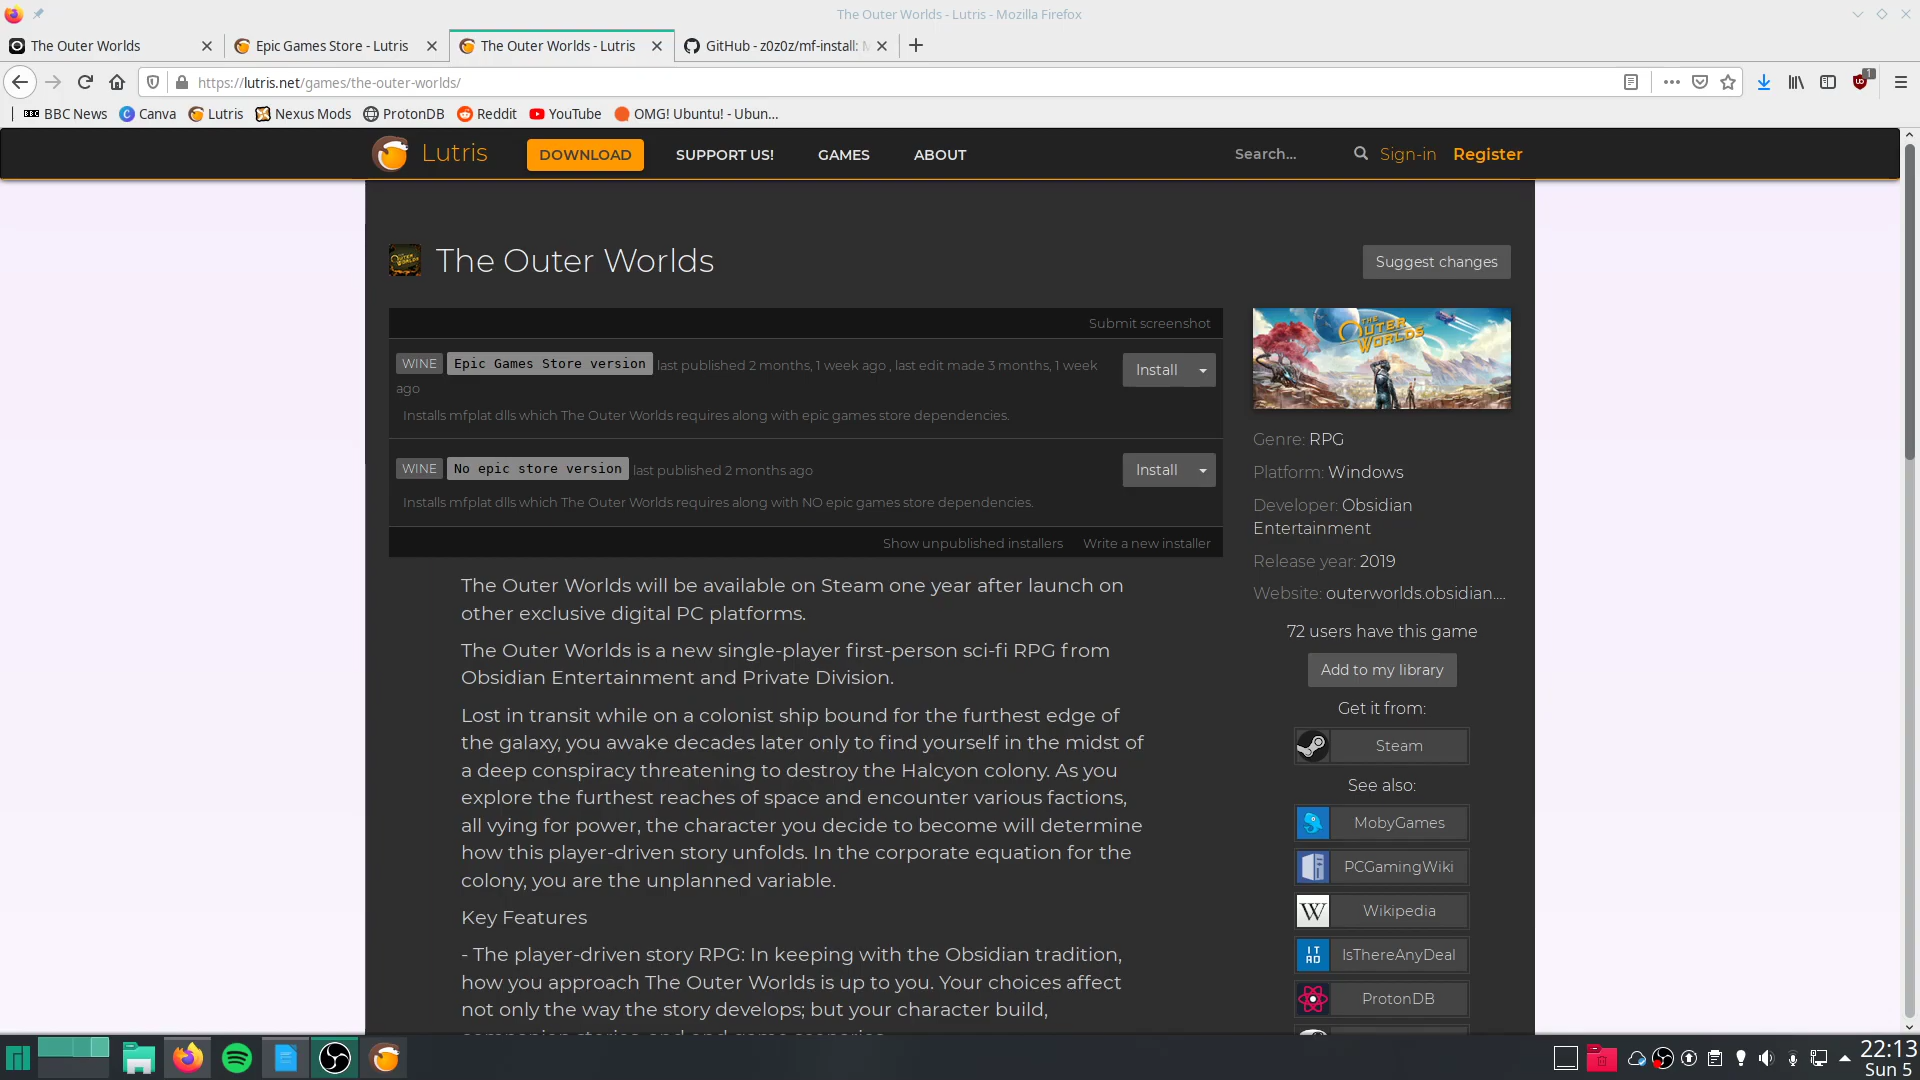 The Outer Worlds - Lutris - Mozilla Firefox
The Outer Worlds
Epic Games Store - Lutris
The Outer Worlds - Lutris
GitHub - z0z0z/mf-install:
https://lutris.net/games/the-outer-worlds/
1
BBC News
Canva
Lutris
Nexus Mods
ProtonDB
Reddit
YouTube
OMG! Ubuntu! - Ubun...
Lutris
DOWNLOAD
SUPPORT US!
GAMES
ABOUT
Search...
Sign-in
Register
The Outer Worlds
Suggest changes
Submit screenshot
WINE Epic Games Store version last published 2 months, 1 week ago , last edit made 3 months, 1 week
ago
Install
Installs mfplat dlls which The Outer Worlds requires along with epic games store dependencies.
WINE No epic store version last published 2 months ago
Install
Installs mfplat dlls which The Outer Worlds requires along with NO epic games store dependencies.
Show unpublished installers Write a new installer
The Outer Worlds will be available on Steam one year after launch on
other exclusive digital PC platforms.
The Outer Worlds is a new single-player first-person sci-fi RPG from
Obsidian Entertainment and Private Division.
Lost in transit while on a colonist ship bound for the furthest edge of
the galaxy, you awake decades later only to find yourself in the midst of
a deep conspiracy threatening to destroy the Halcyon colony. As you
explore the furthest reaches of space and encounter various factions,
all vying for power, the character you decide to become will determine
how this player-driven story unfolds. In the corporate equation for the
colony, you are the unplanned variable.
Key Features
- The player-driven story RPG: In keeping with the Obsidian tradition,
how you approach The Outer Worlds is up to you. Your choices affect
not only the way the story develops; but your character build,
THE
OUTER
WORLDS
Genre: RPG
Platform: Windows
Developer: Obsidian
Entertainment
Release year: 2019
Website: outerworlds.obsidian....
72 users have this game
Add to my library
Get it from:
Steam
See also:
MobyGames
PCGamingWiki
W Wikipedia
IT
AD
IsThereAnyDeal
ProtonDB
22:13
Sun 5